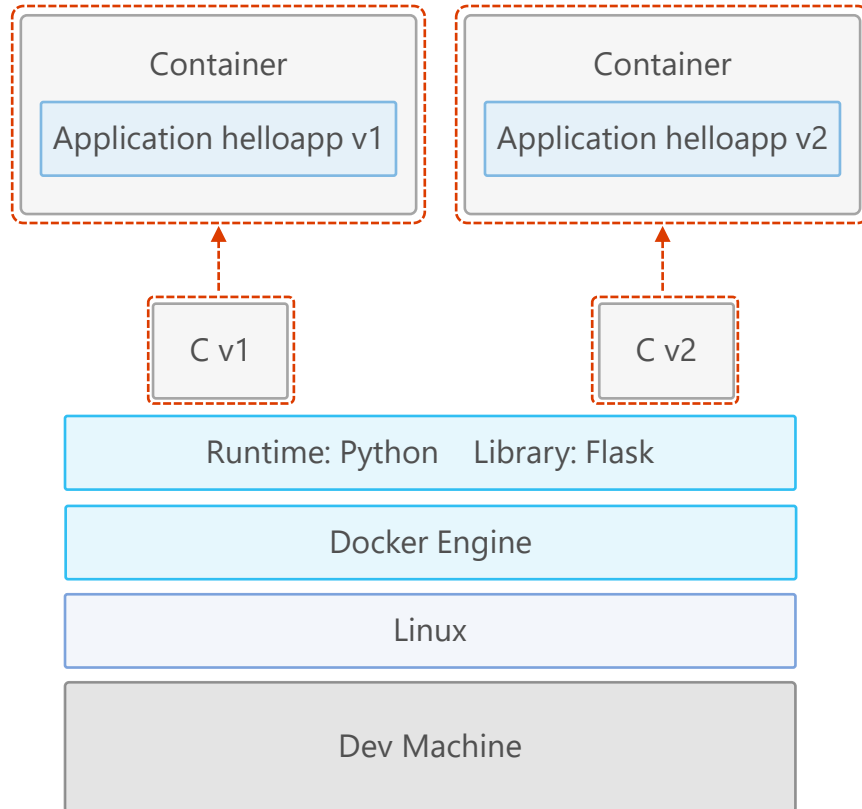 Container
Application helloapp v1
Container
Application helloapp v2
C v1
C v2
Runtime: Python Library: Flask
Docker Engine
Linux
Dev Machine